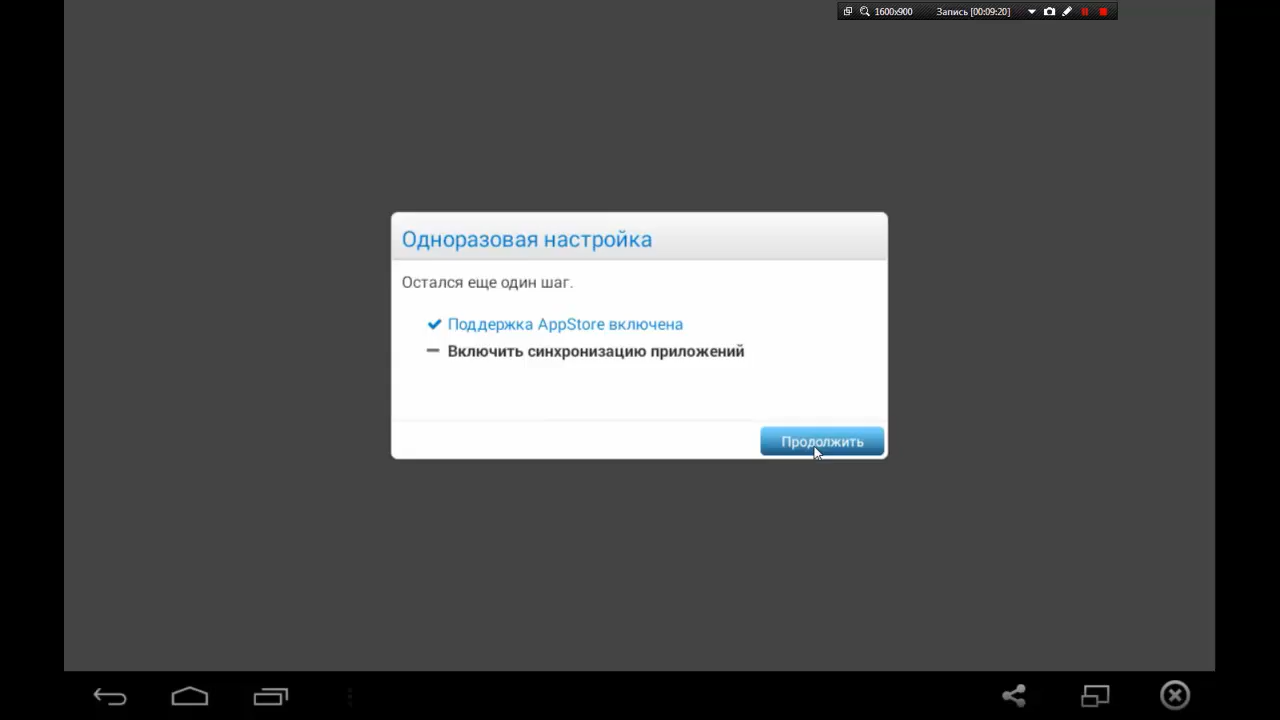 1600x900 Запись [00:09:20]
Одноразовая настройка
Остался еще один шаг.
Поддержка AppStore включена
Включить синхронизацию приложений
Продолжить